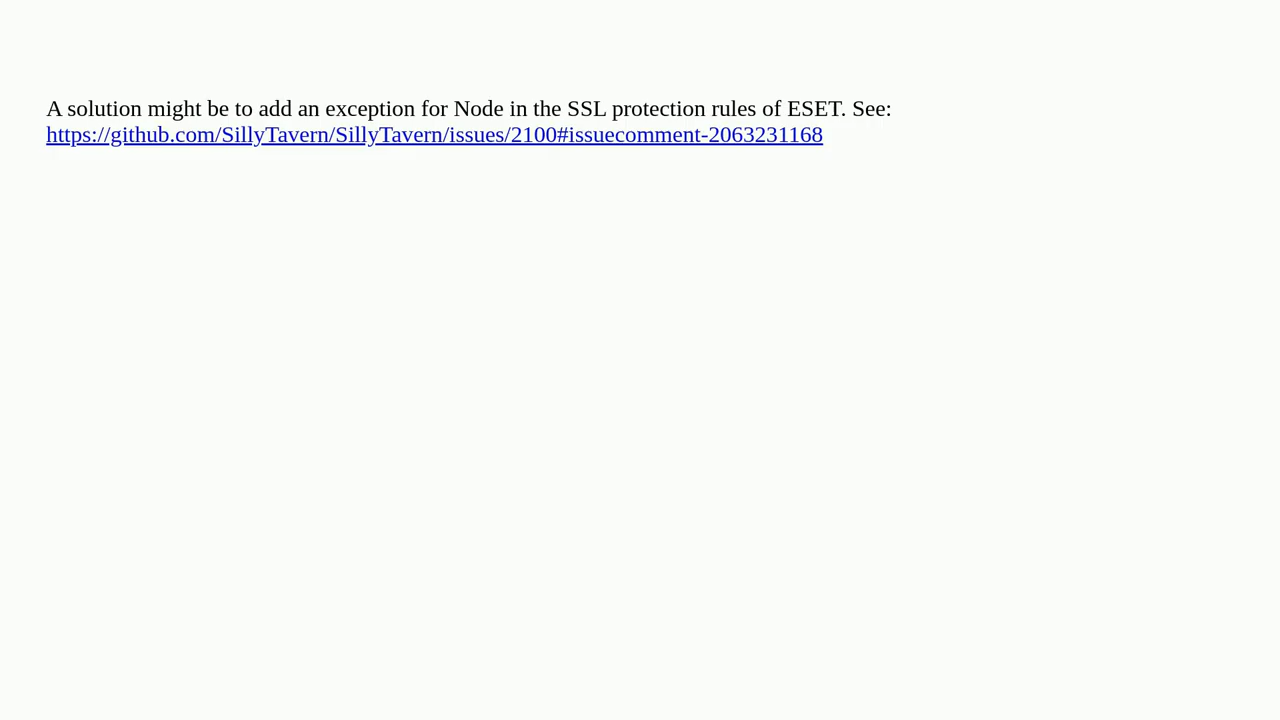 A solution might be to add an exception for Node in the SSL protection rules of ESET. See:
https://github.com/SillyTavern/SillyTavern/issues/2100#issuecomment-2063231168